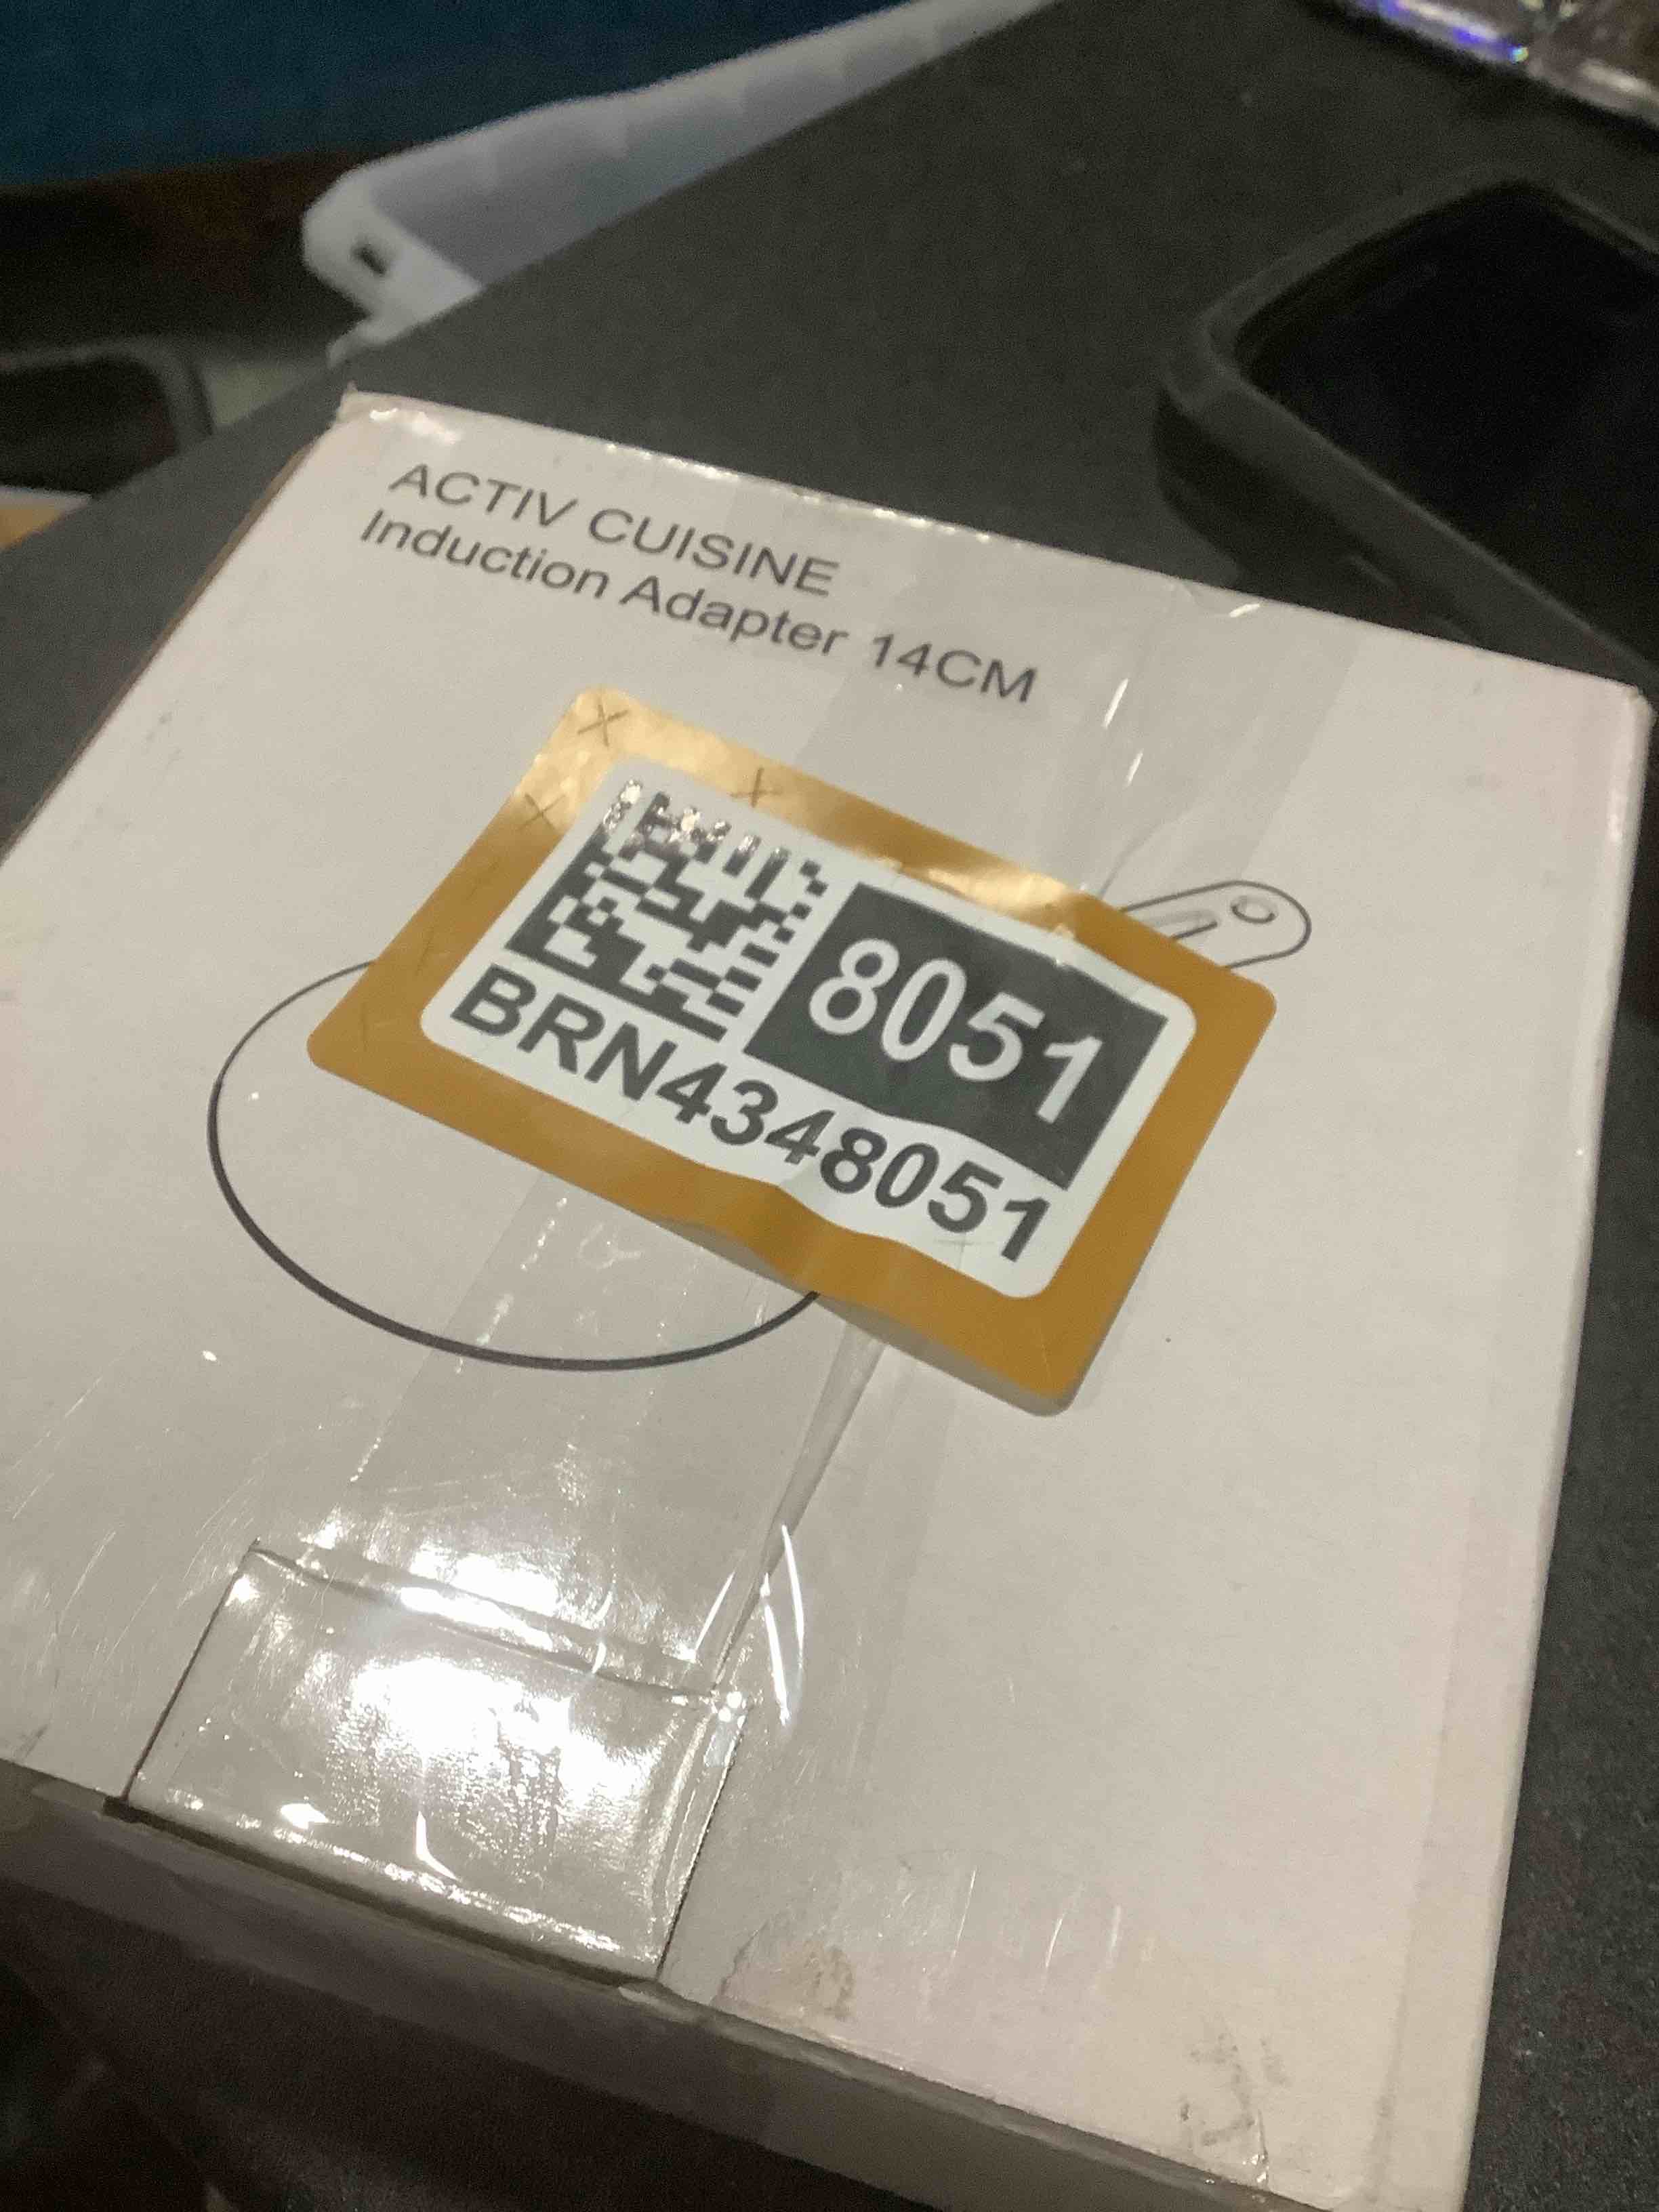 ACTIV CUISINE
Induction Adapter 14CM
8051
BRN4348051